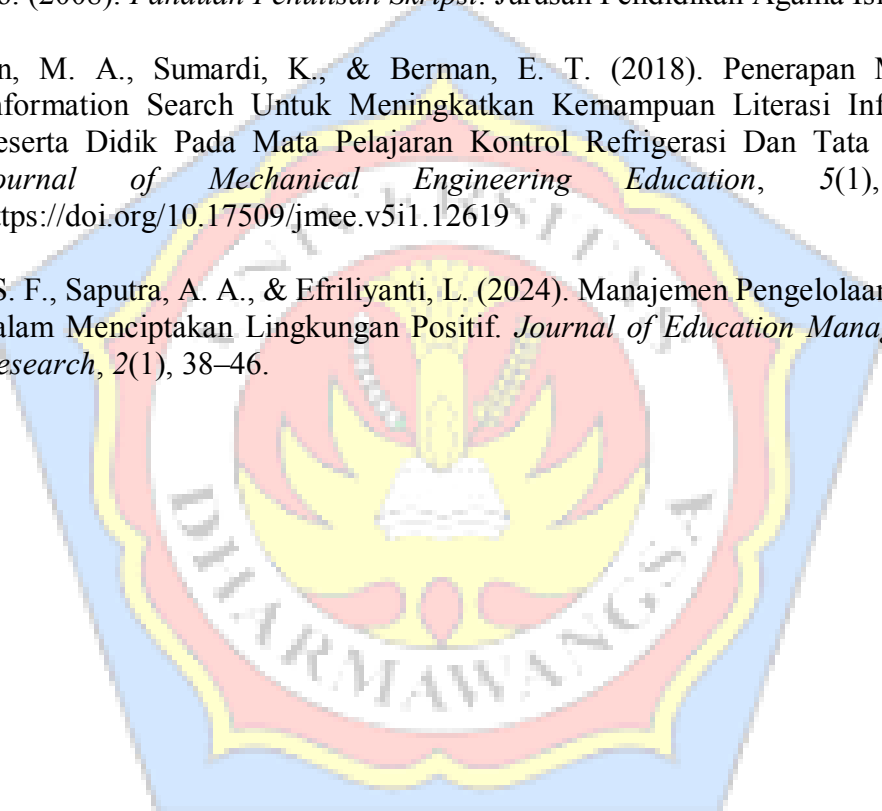 (2008). Panduan Penulisan Skripsi. Jurusan Pendidikan Agama
n, M. A., Sumardi, K., & Berman, E. T. (2018). Penerapan
nformation Search Untuk Meningkatkan Kemampuan Literasi Inf
eserta Didik Pada Mata Pelajaran Kontrol Refrigerasi Dan Tata
ournal of Mechanical Engineering Education, 5(1),
ttps://doi.org/10.17509/jmee.v5i1.12619
S. F., Saputra, A. A., & Efriliyanti, L. (2024). Manajemen Pengelolaan
alam Menciptakan Lingkungan Positif. Journal of Education Manag
esearch, 2(1), 38–46.
UNIVERSITAS
DHARMAWANGSA